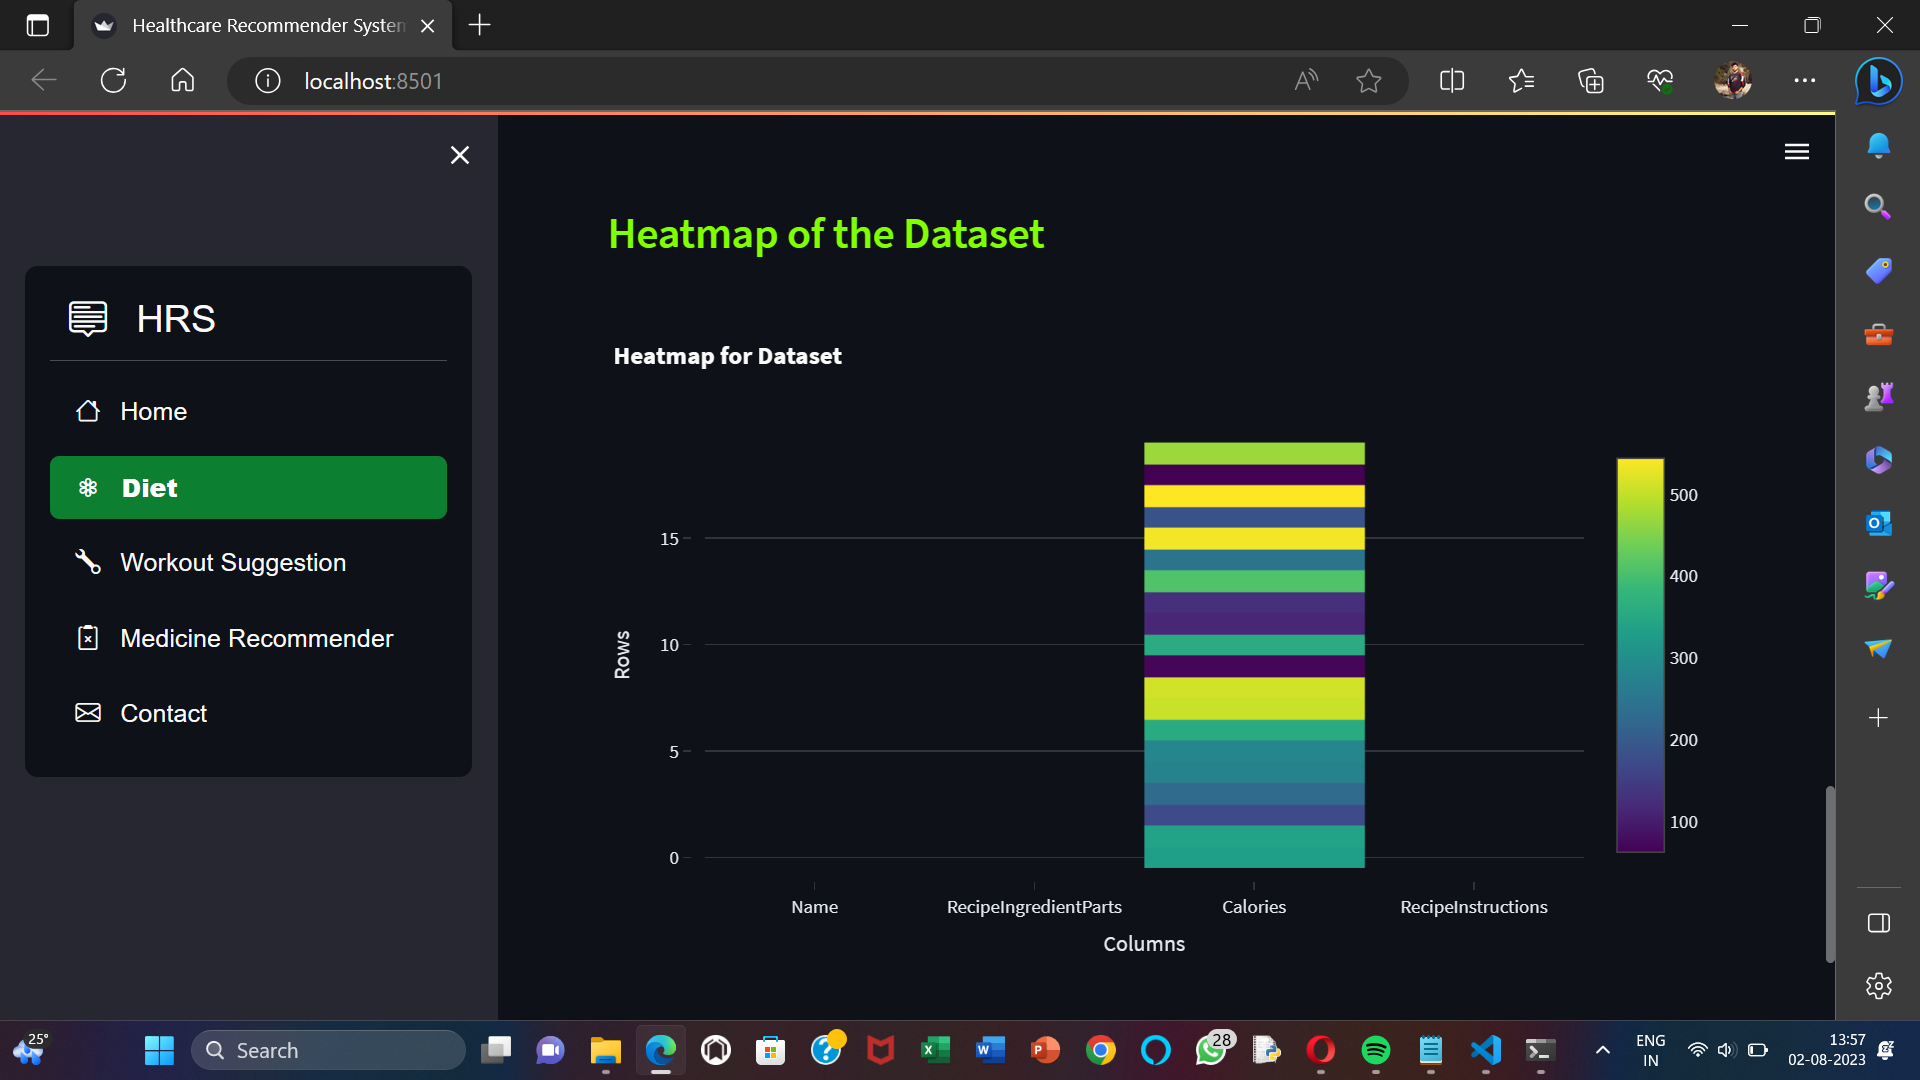 Healthcare Recommender System
localhost:8501
HRS
Home
Diet
Workout Suggestion
Medicine Recommender
Contact
Heatmap of the Dataset
Heatmap for Dataset
Rows
15
10
5
0
Name
RecipeIngredientParts
Calories
RecipeInstructions
Columns
500
400
300
200
100
25°
Search
28
ENG
IN
13:57
02-08-2023